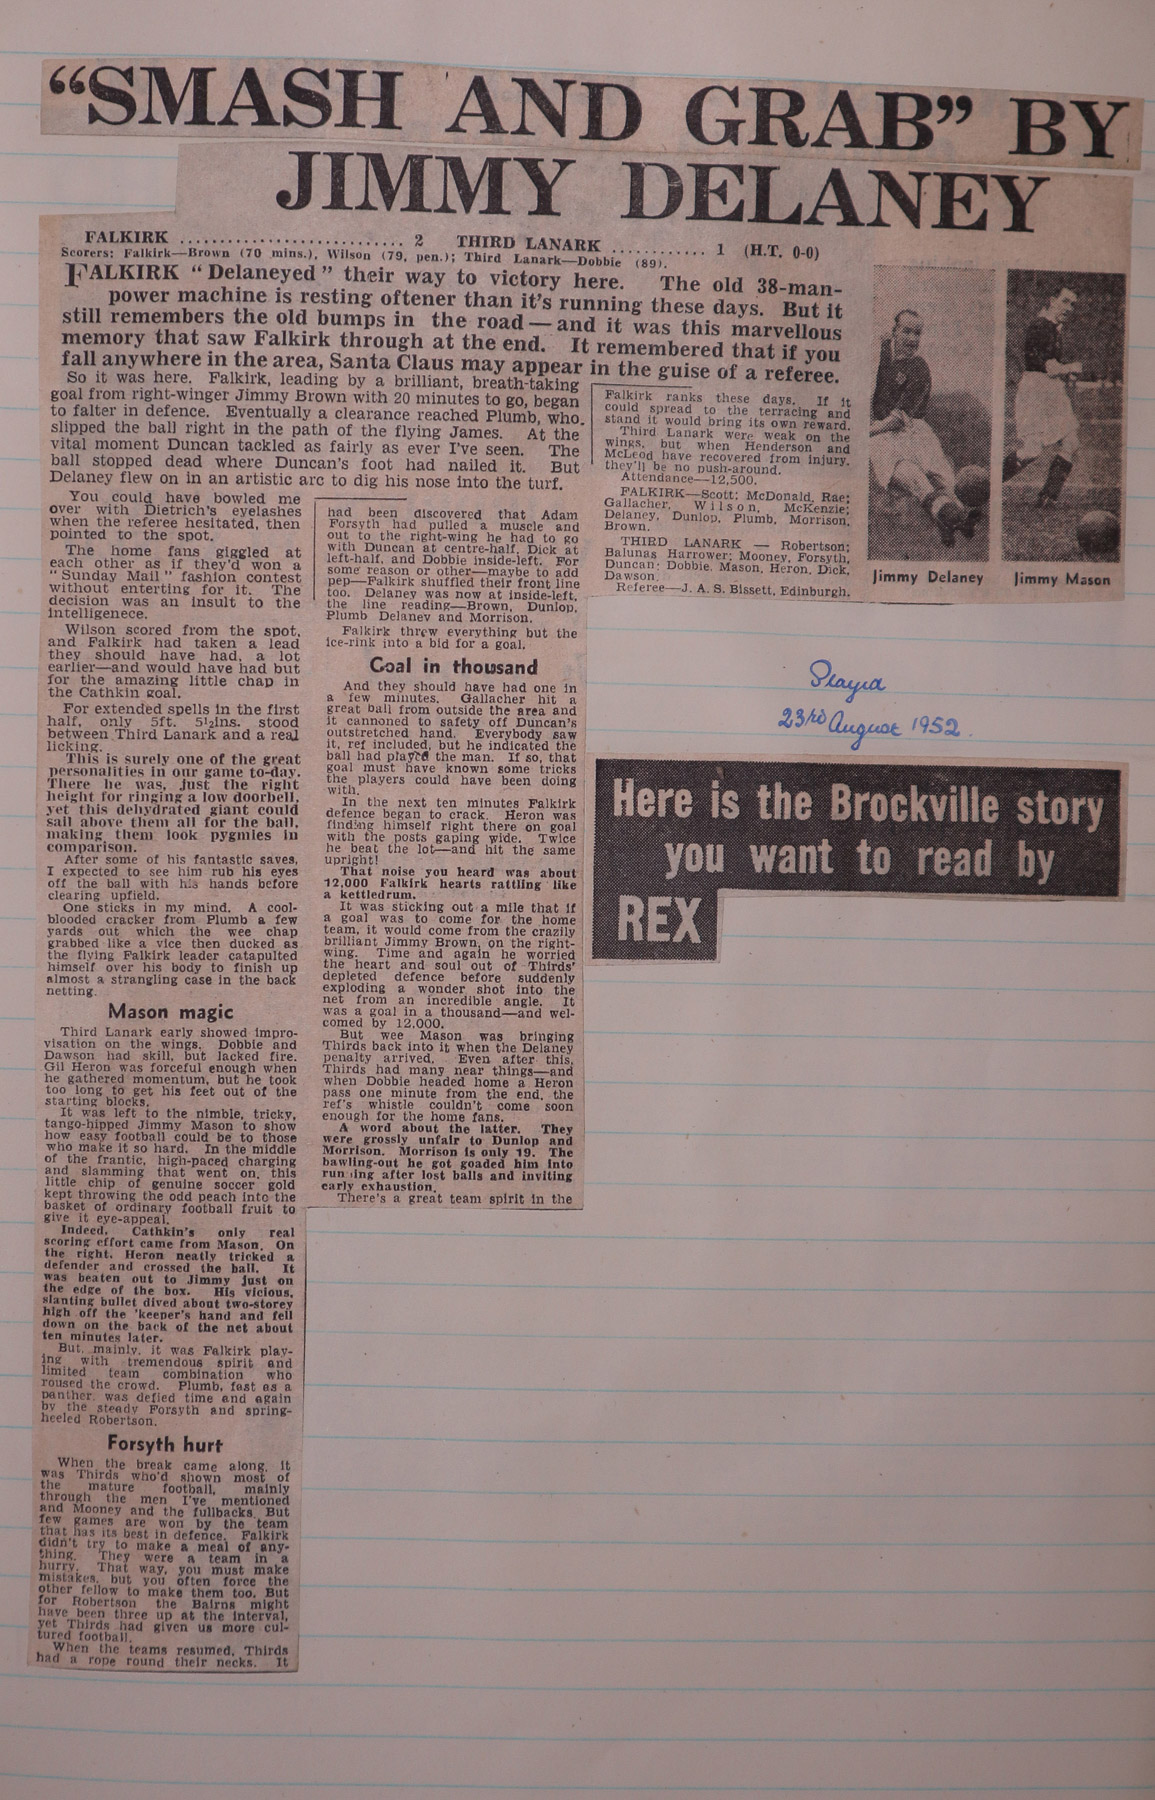 “SMASH AND GRAB” BY
JIMMY DELANEY
FALKIRK ........................... 2 THIRD LANARK ............ 1 (H.T. 0-0)
Scorers: Falkirk—Brown (70 mins.), Wilson (79, pen.); Third Lanark—Dobbie (89).
FALKIRK “ Delaneyed ” their way to victory here. The old 38-man-
power machine is resting oftener than it's running these days. But it
still remembers the old bumps in the road — and it was this marvellous
memory that saw Falkirk through at the end. It remembered that if you
fall anywhere in the area, Santa Claus may appear in the guise of a referee.
So it was here. Falkirk, leading by a brilliant, breath-taking
goal from right-winger Jimmy Brown with 20 minutes to go, began
to falter in defence. Eventually a clearance reached Plumb, who
slipped the ball right in the path of the flying James. At the
vital moment Duncan tackled as fairly as ever I've seen. The
ball stopped dead where Duncan's foot had nailed it. But
Delaney flew on in an artistic arc to dig his nose into the turf.
You could have bowled me
over with Dietrich's eyelashes
when the referee hesitated, then
pointed to the spot.
The home fans giggled at
each other as if they'd won a
“Sunday Mail” fashion contest
without enterting for it. The
decision was an insult to the
intelligenece.
Wilson scored from the spot,
and Falkirk had taken a lead
they should have had, a lot
earlier—and would have had but
for the amazing little chap in
the Cathkin goal.
For extended spells in the first
half, only 5ft. 5½ins. stood
between Third Lanark and a real
licking.
This is surely one of the great
personalities in our game to-day.
There he was, just the right
height for ringing a low doorbell,
yet this dehydrated giant could
sail above them all for the ball,
making them look pygmies in
comparison.
After some of his fantastic saves,
I expected to see him rub his eyes
off the ball with his hands before
clearing upfield.
One sticks in my mind. A cool-
blooded cracker from Plumb a few
yards out which the wee chap
grabbed like a vice then ducked as
the flying Falkirk leader catapulted
himself over his body to finish up
almost a strangling case in the back
netting.
Mason magic
Third Lanark early showed impro-
visation on the wings. Dobbie and
Dawson had skill, but lacked fire.
Gil Heron was forceful enough when
he gathered momentum, but he took
too long to get his feet out of the
starting blocks.
It was left to the nimble, tricky,
tango-hipped Jimmy Mason to show
how easy football could be to those
who make it so hard. In the middle
of the frantic, high-paced charging
and slamming that went on, this
little chip of genuine soccer gold
kept throwing the odd peach into the
basket of ordinary football fruit to
give it eye-appeal.
Indeed, Cathkin's only real
scoring effort came from Mason. On
the right, Heron neatly tricked a
defender and crossed the ball. It
was beaten out to Jimmy just on
the edge of the box. His vicious,
slanting bullet dived about two-storey
high off the 'keeper's hand and fell
down on the back of the net about
ten minutes later.
But, mainly, it was Falkirk play-
ing with tremendous spirit and
limited team combination who
roused the crowd. Plumb, fast as a
panther, was defied time and again
by the steady Forsyth and spring-
heeled Robertson.
Forsyth hurt
When the break came along, it
was Thirds who'd shown most of
the mature football, mainly
through the men I've mentioned
and Mooney and the fullbacks. But
few games are won by the team
that has its best in defence. Falkirk
didn't try to make a meal of any-
thing. They were a team in a
hurry. That way, you must make
mistakes, but you often force the
other fellow to make them too. But
for Robertson the Bairns might
have been three up at the interval,
yet Thirds had given us more cul-
tured football.
When the teams resumed, Thirds
had a rope round their necks. It
had been discovered that Adam
Forsyth had pulled a muscle and
out to the right-wing he had to go
with Duncan at centre-half, Dick at
left-half, and Dobbie inside-left. For
some reason or other—maybe to add
pep—Falkirk shuffled their front line
too. Delaney was now at inside-left,
the line reading—Brown, Dunlop,
Plumb Delaney and Morrison.
Falkirk threw everything but the
ice-rink into a bid for a goal.
Goal in thousand
And they should have had one in
a few minutes. Gallacher hit a
great ball from outside the area and
it cannoned to safety off Duncan's
outstretched hand. Everybody saw
it, ref included, but he indicated the
ball had played the man. If so, that
goal must have known some tricks
the players could have been doing
with.
In the next ten minutes Falkirk
defence began to crack. Heron was
finding himself right there on goal
with the posts gaping wide. Twice
he beat the lot—and hit the same
upright!
That noise you heard was about
12,000 Falkirk hearts rattling like
a kettledrum.
It was sticking out a mile that if
a goal was to come for the home
team, it would come from the crazily
brilliant Jimmy Brown, on the right-
wing. Time and again he worried
the heart and soul out of Thirds'
depleted defence before suddenly
exploding a wonder shot into the
net from an incredible angle. It
was a goal in a thousand—and wel-
comed by 12,000.
But wee Mason was bringing
Thirds back into it when the Delaney
penalty arrived. Even after this,
Thirds had many near things—and
when Dobbie headed home a Heron
pass one minute from the end, the
ref's whistle couldn't come soon
enough for the home fans.
A word about the latter. They
were grossly unfair to Dunlop and
Morrison. Morrison is only 19. The
bawling-out he got goaded him into
running after lost balls and inviting
early exhaustion.
There's a great team spirit in the
Falkirk ranks these days. If it
could spread to the terracing and
stand it would bring its own reward.
Third Lanark were weak on the
wings, but when Henderson and
McLeod have recovered from injury,
they'll be no push-around.
Attendance—12,500.
FALKIRK—Scott; McDonald, Rae;
Gallacher, Wilson, McKenzie;
Delaney, Dunlop, Plumb, Morrison,
Brown.
THIRD LANARK — Robertson;
Balunas Harrower; Mooney, Forsyth,
Duncan; Dobbie, Mason, Heron, Dick,
Dawson.
Referee—J. A. S. Bissett, Edinburgh.
Jimmy Delaney
Jimmy Mason
Played
23rd August 1952.
Here is the Brockville story
you want to read by
REX